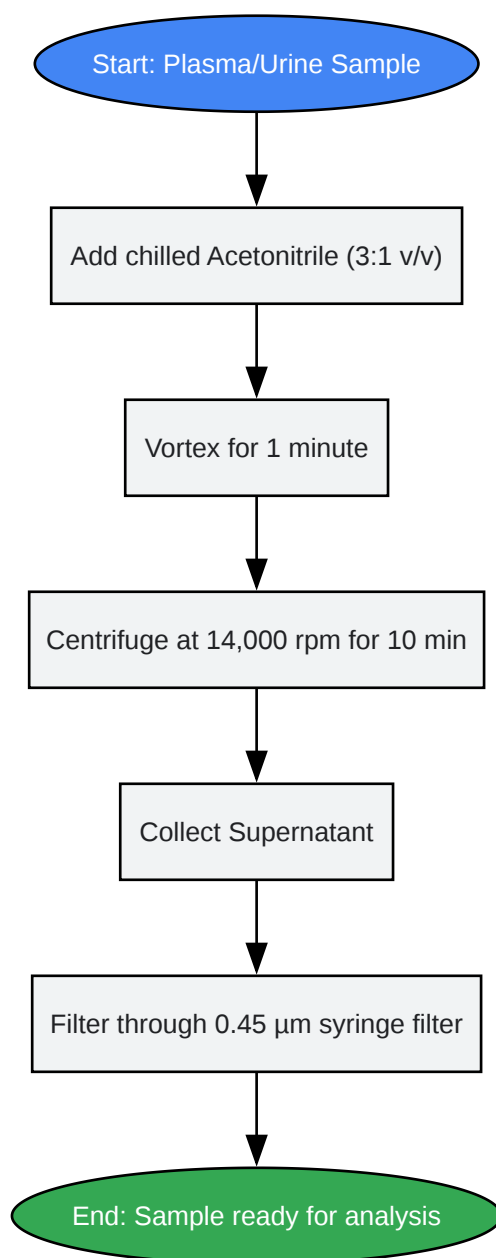 Start: Plasma/Urine Sample
Add chilled Acetonitrile (3:1 v/v)
Vortex for 1 minute
Centrifuge at 14,000 rpm for 10 min
Collect Supernatant
Filter through 0.45 µm syringe filter
End: Sample ready for analysis